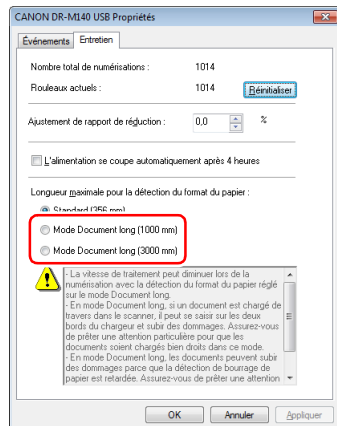 CANON DR-M140 USB Propriétés
Événements Entretien
Nombre total de numérisations : 1014
Rouleaux actuels : 1014 Réinitialiser
Ajustement de rapport de réduction : 0,0 %
L'alimentation se coupe automatiquement après 4 heures
Longueur maximale pour la détection du format du papier :
Standard (356 mm)
Mode Document long (1000 mm)
Mode Document long (3000 mm)
- La vitesse de traitement peut diminuer lors de la
numérisation avec la détection du format du papier réglé
sur le mode Document long.
- En mode Document long, si un document est chargé de
travers dans le scanner, il peut se saisir sur les deux
bords du chargeur et subir des dommages. Assurez-vous
de prêter une attention particulière pour que les
documents soient chargés bien droits dans ce mode.
- En mode Document long, les documents peuvent subir
des dommages parce que la détection de bourrage de
papier est retardée. Assurez-vous de prêter une attention
OK Annuler Appliquer